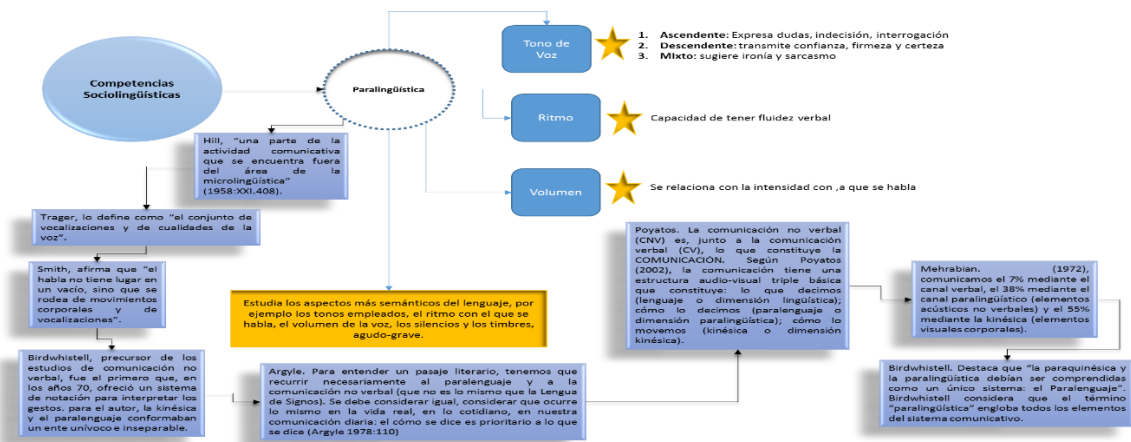 Competencias
Sociolingüísticas
Paralingüística
Tono de
Voz
1. Ascendente: Expresa dudas, indecisión, interrogación
2. Descendente: transmite confianza, firmeza y certeza
3. MIxto: sugiere ironía y sarcasmo
Ritmo
Capacidad de tener fluidez verbal
Volumen
Se relaciona con la intensidad con ,a que se habla
Hill, "una parte de la
actividad comunicativa
que se encuentra fuera
del área de la
microlingüística"
(1958:XXI.408).
Trager, lo define como "el conjunto de
vocalizaciones y de cualidades de la
voz".
Smith, afirma que "el
habla no tiene lugar en
un vacío, sino que se
rodea de movimientos
corporales y de
vocalizaciones".
Birdwhistell, precursor de los
estudios de comunicación no
verbal, fue el primero que, en
los años 70, ofreció un sistema
de notación para interpretar los
gestos. para el autor, la kinésica
y el paralenguaje conformaban
un ente unívoco e inseparable.
Estudia los aspectos más semánticos del lenguaje, por
ejemplo los tonos empleados, el ritmo con el que se
habla, el volumen de la voz, los silencios y los timbres,
agudo-grave.
Argyle. Para entender un pasaje literario, tenemos que
recurrir necesariamente al paralenguaje y a la
comunicación no verbal (que no es lo mismo que la Lengua
de Signos). Se debe considerar igual, considerar que ocurre
lo mismo en la vida real, en lo cotidiano, en nuestra
comunicación diaria: el cómo se dice es prioritario a lo que
se dice (Argyle 1978:110)
Poyatos. La comunicación no verbal
(CNV) es, junto a la comunicación
verbal (CV), lo que constituye la
COMUNICACIÓN. Según Poyatos
(2002), la comunicación tiene una
estructura audio-visual triple básica
que constituye: lo que decimos
(lenguaje o dimensión lingüística);
cómo lo decimos (paralenguaje o
dimensión paralingüística); cómo lo
movemos (kinésica o dimensión
kinésica).
Mehrabian. (1972),
comunicamos el 7% mediante el
canal verbal, el 38% mediante el
canal paralingüístico (elementos
acústicos no verbales) y el 55%
mediante la kinésica (elementos
visuales corporales).
Birdwhistell. Destaca que "la paraquinésica y
la paralingüística debían ser comprendidas
como un único sistema: el Paralenguaje".
Birdwhistell considera que el término
"paralingüística" engloba todos los elementos
del sistema comunicativo.